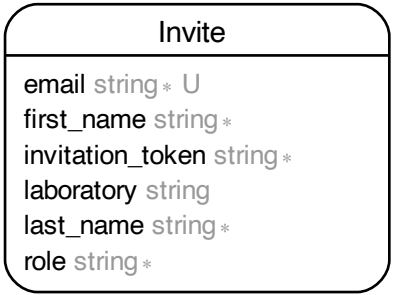 Invite
email string * U
first_name string *
invitation_token string *
laboratory string
last_name string *
role string *